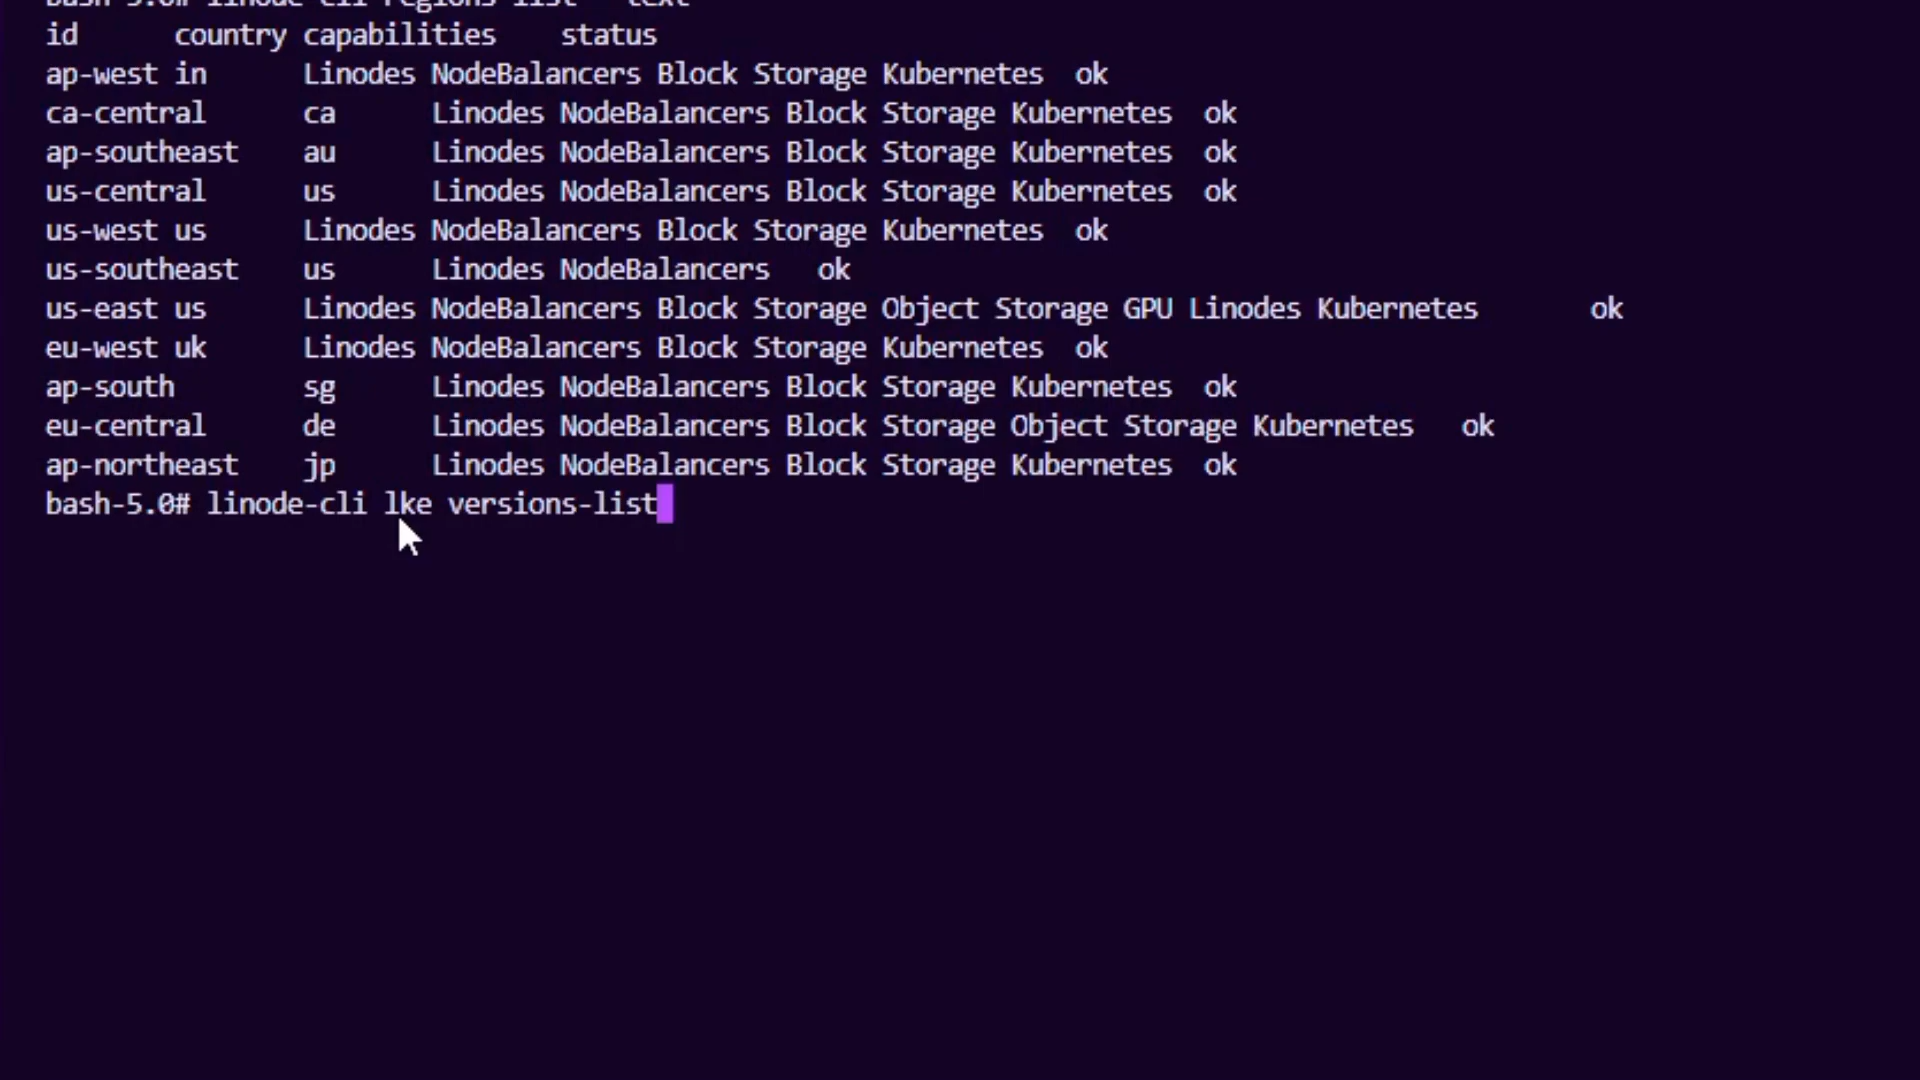 bash-5.0# linode-cli regions-list --text
id country capabilities status
ap-west in Linodes NodeBalancers Block Storage Kubernetes ok
ca-central ca Linodes NodeBalancers Block Storage Kubernetes ok
ap-southeast au Linodes NodeBalancers Block Storage Kubernetes ok
us-central us Linodes NodeBalancers Block Storage Kubernetes ok
us-west us Linodes NodeBalancers Block Storage Kubernetes ok
us-southeast us Linodes NodeBalancers ok
us-east us Linodes NodeBalancers Block Storage Object Storage GPU Linodes Kubernetes ok
eu-west uk Linodes NodeBalancers Block Storage Kubernetes ok
ap-south sg Linodes NodeBalancers Block Storage Kubernetes ok
eu-central de Linodes NodeBalancers Block Storage Object Storage Kubernetes ok
ap-northeast jp Linodes NodeBalancers Block Storage Kubernetes ok
bash-5.0# linode-cli lke versions-list